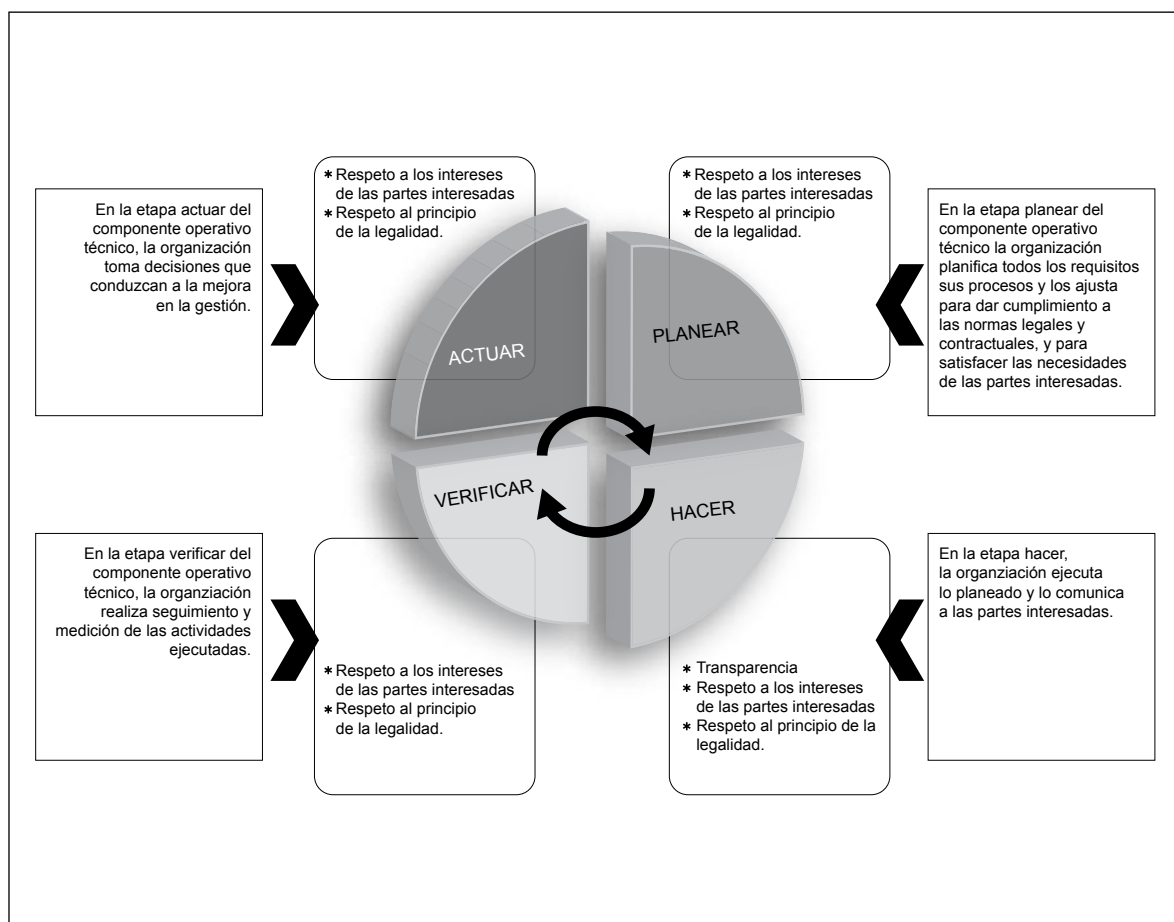 En la etapa actuar del
componente operativo
técnico, la organización
toma decisiones que
conduzcan a la mejora
en la gestión.
* Respeto a los intereses
de las partes interesadas
* Respeto al principio
de la legalidad.
ACTUAR
* Respeto a los intereses
de las partes interesadas
* Respeto al principio
de la legalidad.
PLANEAR
En la etapa planear del
componente operativo
técnico la organización
planifica todos los requisitos
sus procesos y los ajusta
para dar cumplimiento a
las normas legales y
contractuales, y para
satisfacer las necesidades
de las partes interesadas.
En la etapa verificar del
componente operativo
técnico, la organziación
realiza seguimiento y
medición de las actividades
ejecutadas.
VERIFICAR
* Respeto a los intereses
de las partes interesadas
* Respeto al principio
de la legalidad.
HACER
* Transparencia
* Respeto a los intereses
de las partes interesadas
* Respeto al principio de la
legalidad.
En la etapa hacer,
la organziación ejecuta
lo planeado y lo comunica
a las partes interesadas.